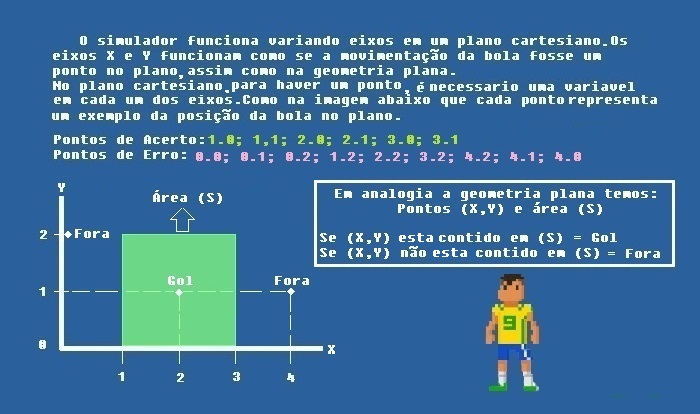 O simulador funciona variando eixos em um plano cartesiano.Os
eixos X e Y funcionam como se a movimentação da bola fosse um
ponto no plano,assim como na geometria plana.
No plano cartesiano,para haver um ponto, é necessario uma variavel
em cada um dos eixos.Como na imagem abaixo que cada ponto representa
um exemplo da posição da bola no plano.
Pontos de Acerto:1.0; 1,1; 2.0; 2.1; 3.0; 3.1
Pontos de Erro: 0.0; 0.1; 0.2; 1.2; 2.2; 3.2; 4.2; 4.1; 4.0
Y
Área (S)
2
Fora
Gol
Fora
1
0
X
1 2 3 4
Em analogia a geometria plana temos:
Pontos (X,Y) e área (S)
Se (X,Y) esta contido em (S) = Gol
Se (X,Y) não esta contido em (S) = Fora
9